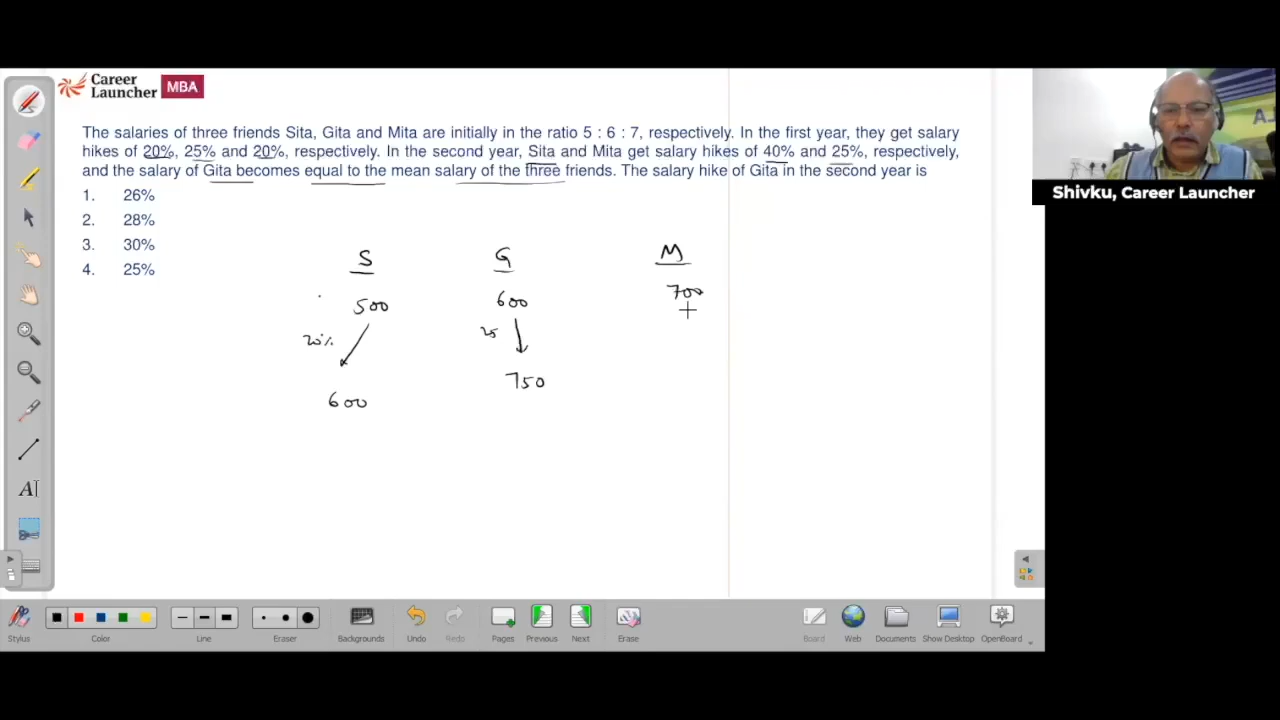 Career
Launcher MBA
The salaries of three friends Sita, Gita and Mita are initially in the ratio 5 : 6 : 7, respectively. In the first year, they get salary
hikes of 20%, 25% and 20%, respectively. In the second year, Sita and Mita get salary hikes of 40% and 25%, respectively,
and the salary of Gita becomes equal to the mean salary of the three friends. The salary hike of Gita in the second year is
1. 26%
2. 28%
3. 30%
4. 25%
Shivku, Career Launcher
S G M
500 600 700
20% 25
600 750
AI
Stylus Color Line Eraser Backgrounds Undo Redo Pages Previous Next Erase Board Web Documents Show Desktop OpenBoard